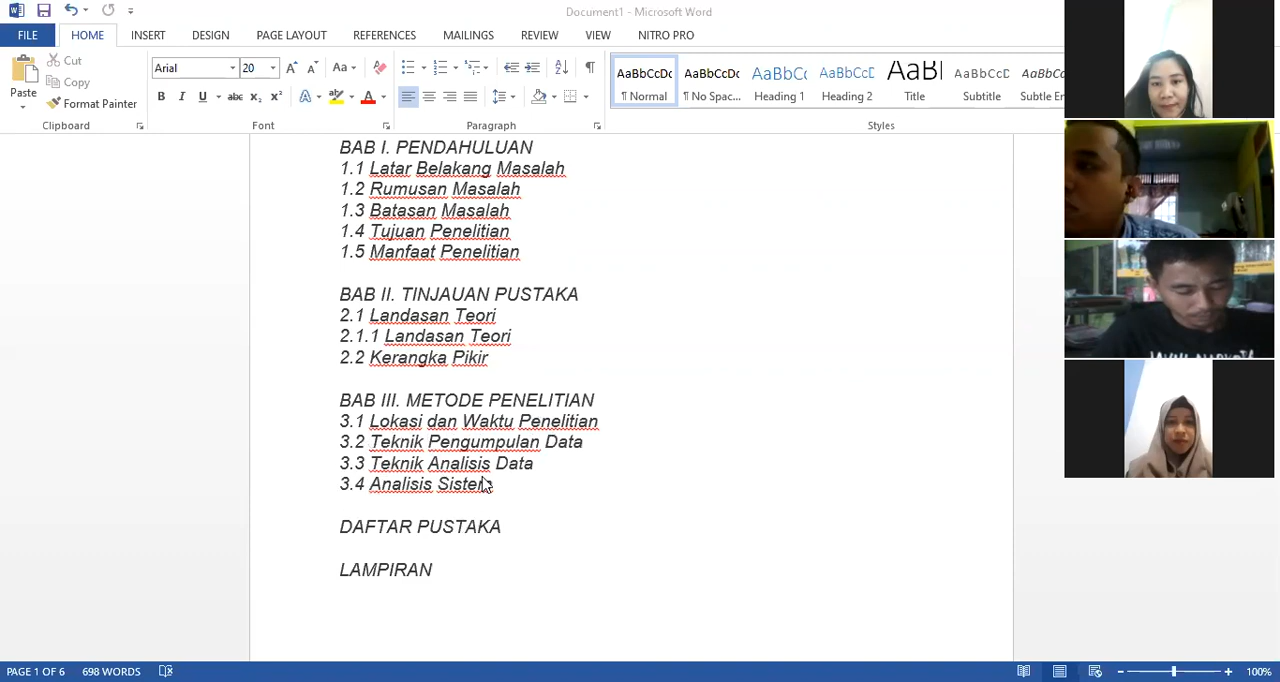 Document1 - Microsoft Word
FILE HOME INSERT DESIGN PAGE LAYOUT REFERENCES MAILINGS REVIEW VIEW NITRO PRO
Paste
Cut
Copy
Format Painter
Clipboard
Arial 20 Aa
B I U abc x₂ x² A A
Font
Paragraph
AaBbCcDc AaBbCcDc AaBbCc AaBbCcD AaBl AaBbCcD AaBbCcDc
¶ Normal ¶ No Spac... Heading 1 Heading 2 Title Subtitle Subtle Em
Styles
BAB I. PENDAHULUAN
1.1 Latar Belakang Masalah
1.2 Rumusan Masalah
1.3 Batasan Masalah
1.4 Tujuan Penelitian
1.5 Manfaat Penelitian
BAB II. TINJAUAN PUSTAKA
2.1 Landasan Teori
2.1.1 Landasan Teori
2.2 Kerangka Pikir
BAB III. METODE PENELITIAN
3.1 Lokasi dan Waktu Penelitian
3.2 Teknik Pengumpulan Data
3.3 Teknik Analisis Data
3.4 Analisis Sistem
DAFTAR PUSTAKA
LAMPIRAN
PAGE 1 OF 6 698 WORDS 100%